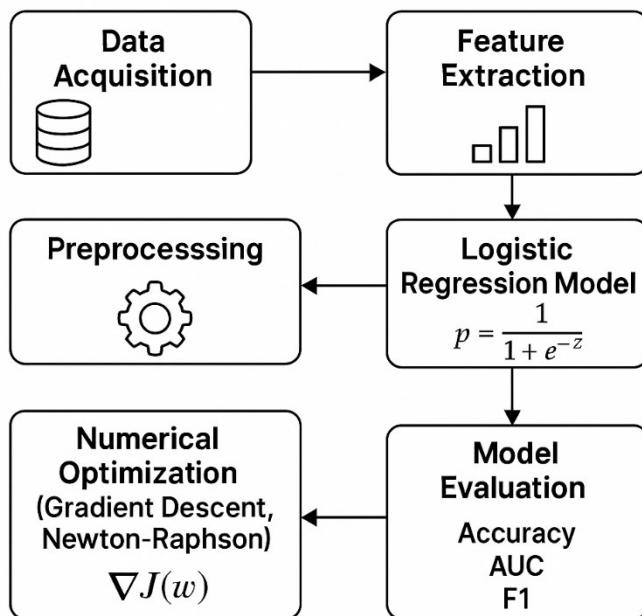 Data
Acquisition
Feature
Extraction
Preprocesssing
Logistic
Regression Model
p = 1 / (1 + e^{-z})
Numerical
Optimization
(Gradient Descent,
Newton-Raphson)
∇J(w)
Model
Evaluation
Accuracy
AUC
F1